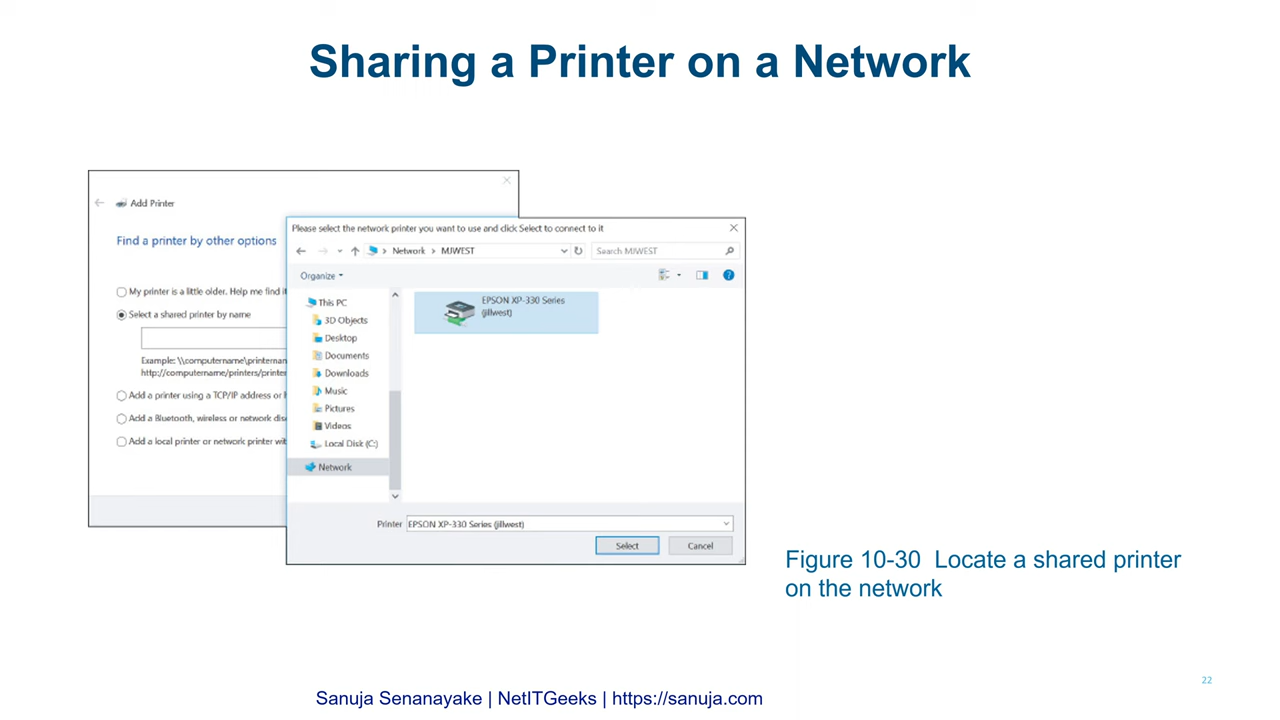 Sharing a Printer on a Network
Add Printer
Find a printer by other options
My printer is a little older. Help me find it
Select a shared printer by name
Example: \\computername\printernam
http://computername/printers/printer
Add a printer using a TCP/IP address or h
Add a Bluetooth, wireless or network dis
Add a local printer or network printer wit
Please select the network printer you want to use and click Select to connect to it
Network > MJWEST
Search MJWEST
Organize
This PC
3D Objects
Desktop
Documents
Downloads
Music
Pictures
Videos
Local Disk (C:)
Network
EPSON XP-330 Series
(jillwest)
Printer EPSON XP-330 Series (jillwest)
Select Cancel
Figure 10-30 Locate a shared printer
on the network
22
Sanuja Senanayake | NetITGeeks | https://sanuja.com